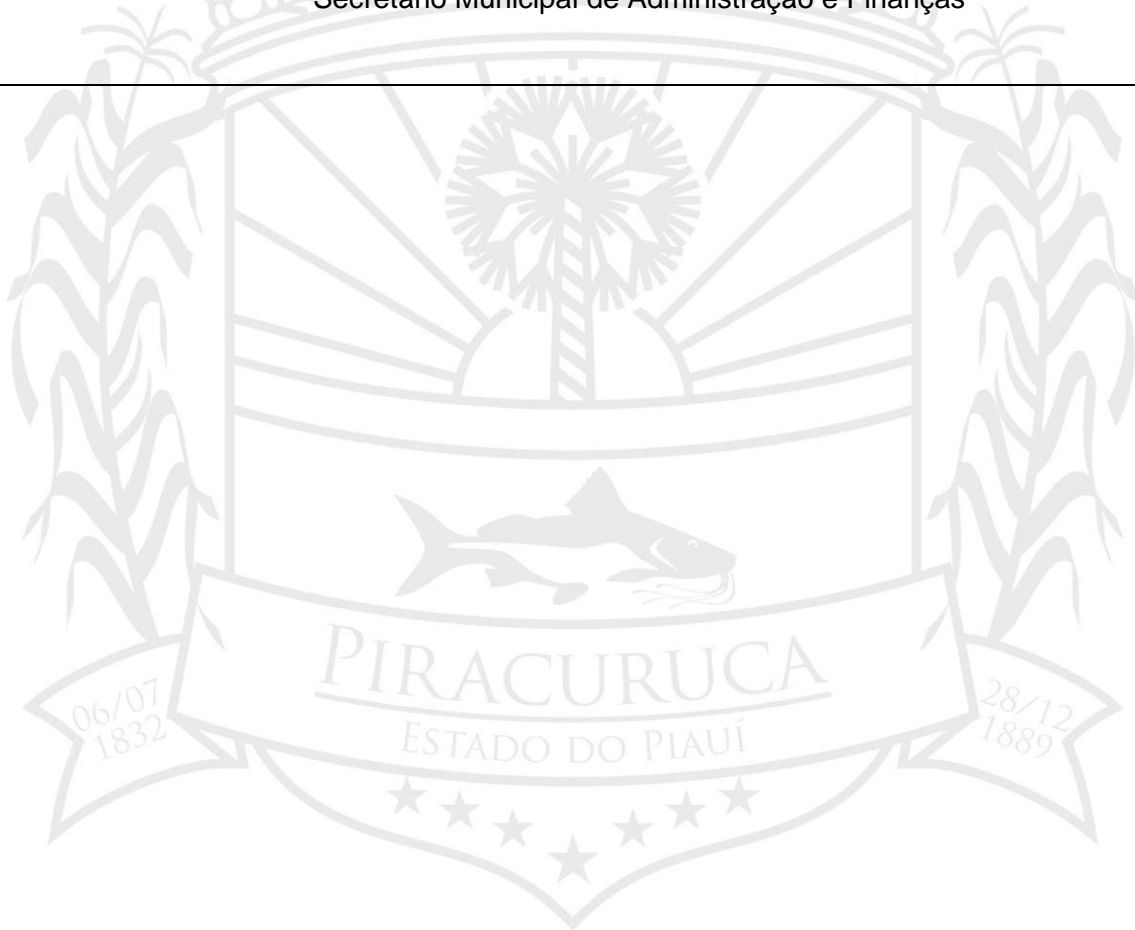 Secretário Municipal de Administração e Finanças
PIRACURUCA
ESTADO DO PIAUÍ
06/07
1832
28/12
1889